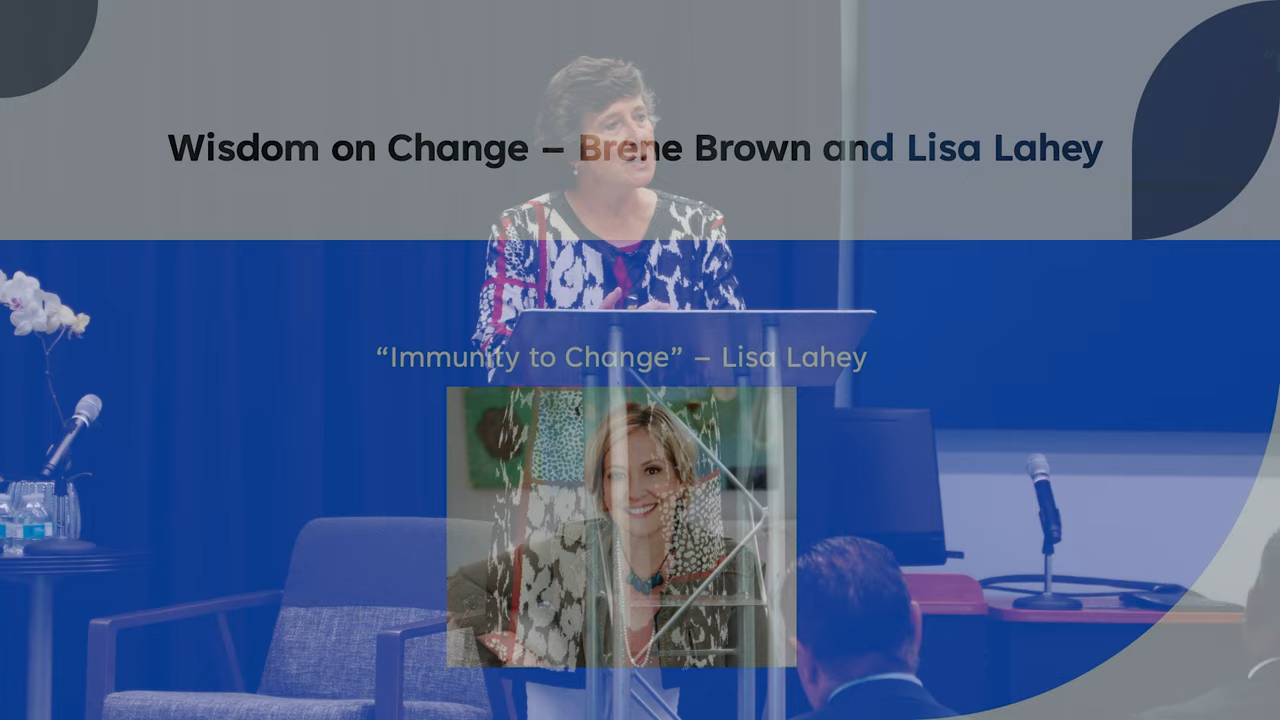 Wisdom on Change – Brene Brown and Lisa Lahey
“Immunity to Change” – Lisa Lahey